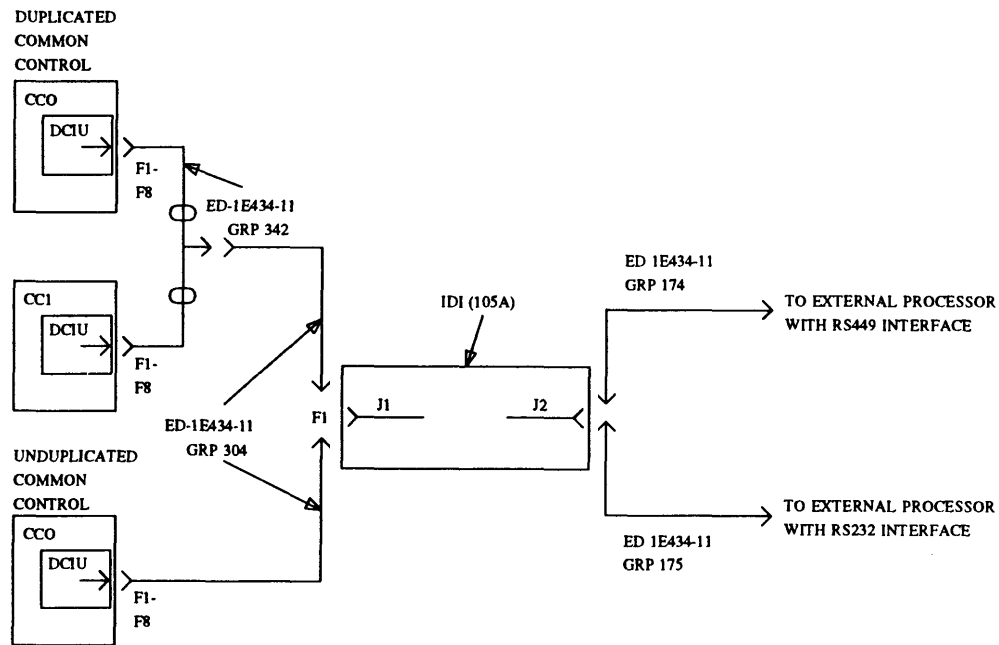 DUPLICATED
COMMON
CONTROL
CC0
DCIU
F1-
F8
ED-1E434-11
GRP 342
CC1
DCIU
F1-
F8
ED-1E434-11
GRP 304
UNDUPLICATED
COMMON
CONTROL
CC0
DCIU
F1-
F8
IDI (105A)
F1
J1
J2
ED 1E434-11
GRP 174
TO EXTERNAL PROCESSOR
WITH RS449 INTERFACE
TO EXTERNAL PROCESSOR
WITH RS232 INTERFACE
ED 1E434-11
GRP 175